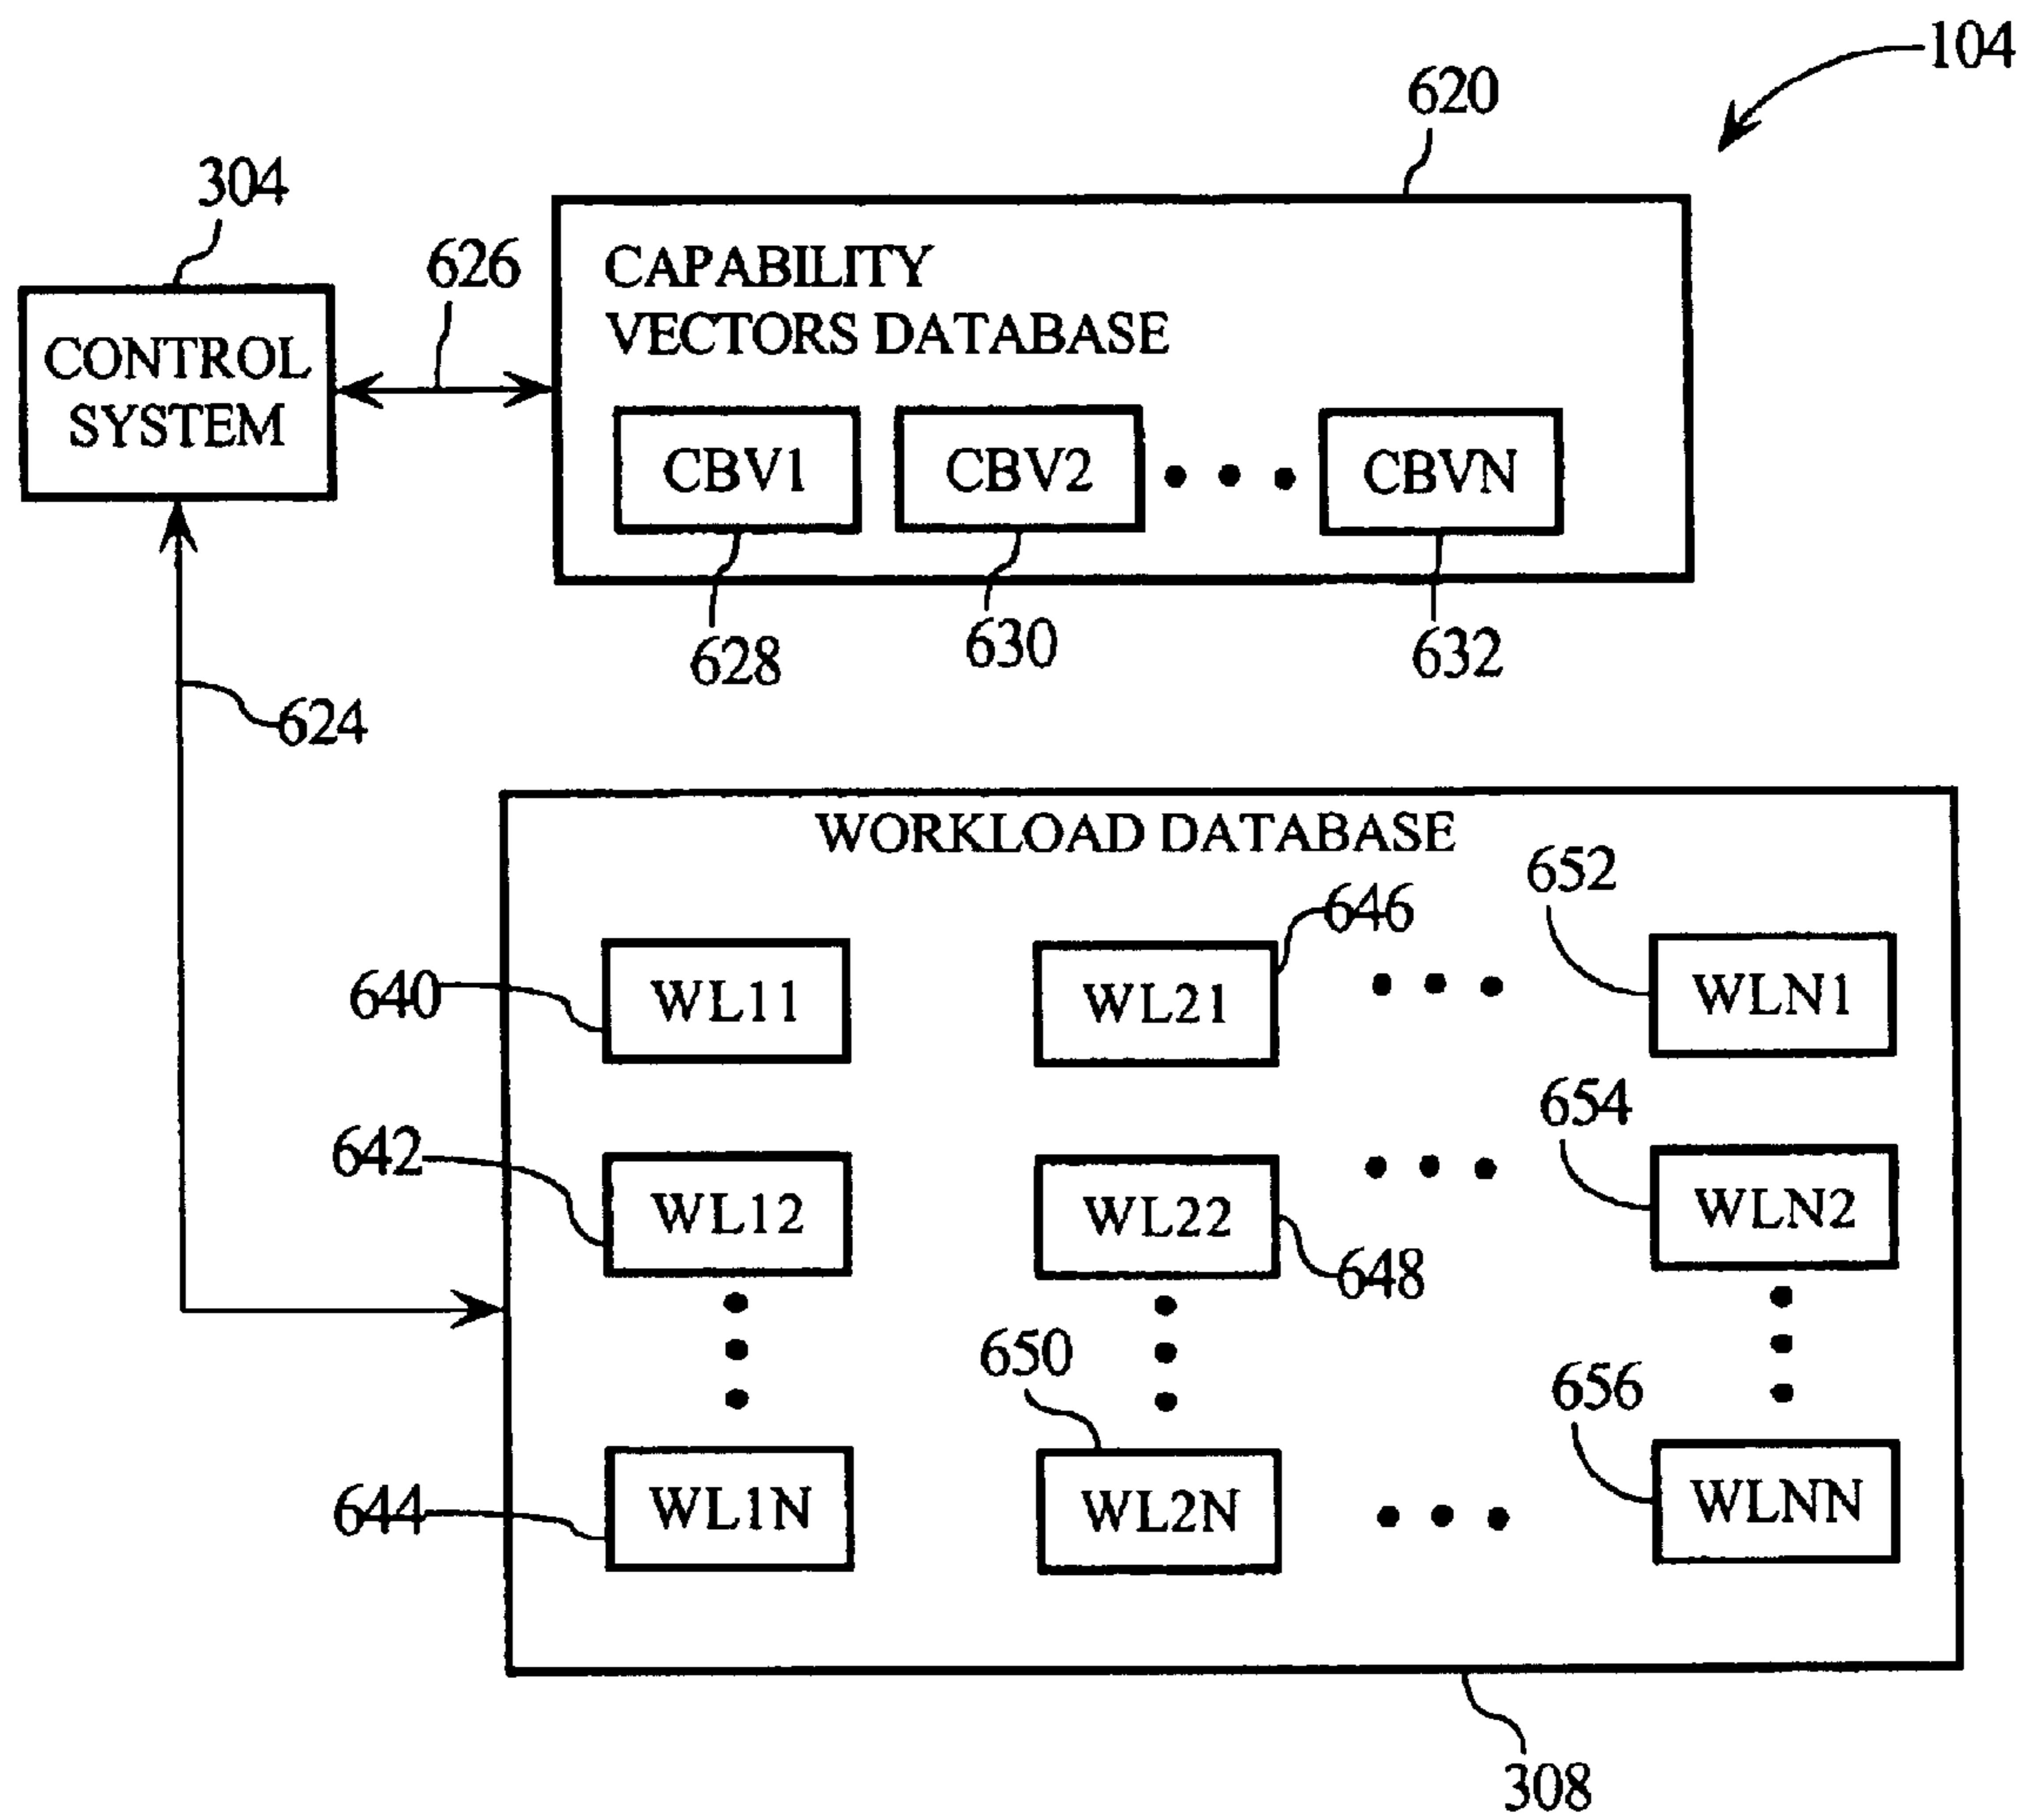 104
620
304
626
CAPABILITY
VECTORS DATABASE
CONTROL
SYSTEM
CBV1
CBV2
CBVN
628
630
632
624
WORKLOAD DATABASE
652
646
640
WL11
WL21
WLN1
654
642
WL12
WL22
WLN2
648
650
656
644
WL1N
WL2N
WLNN
308